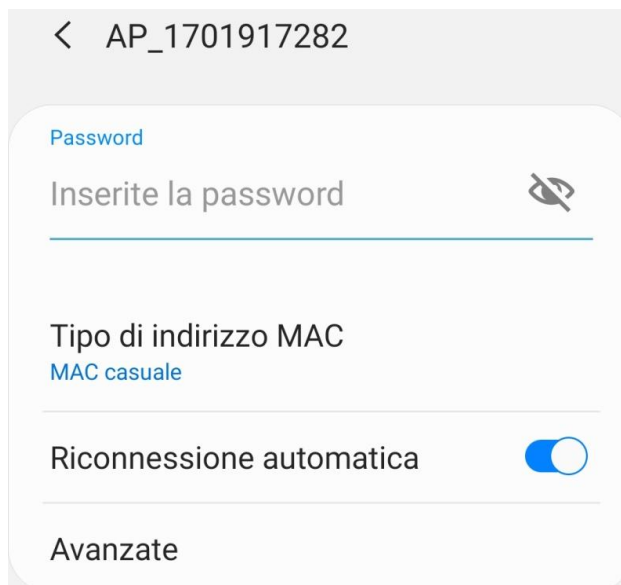 AP_1701917282
Password
Inserite la password
Tipo di indirizzo MAC
MAC casuale
Riconnessione automatica
Avanzate